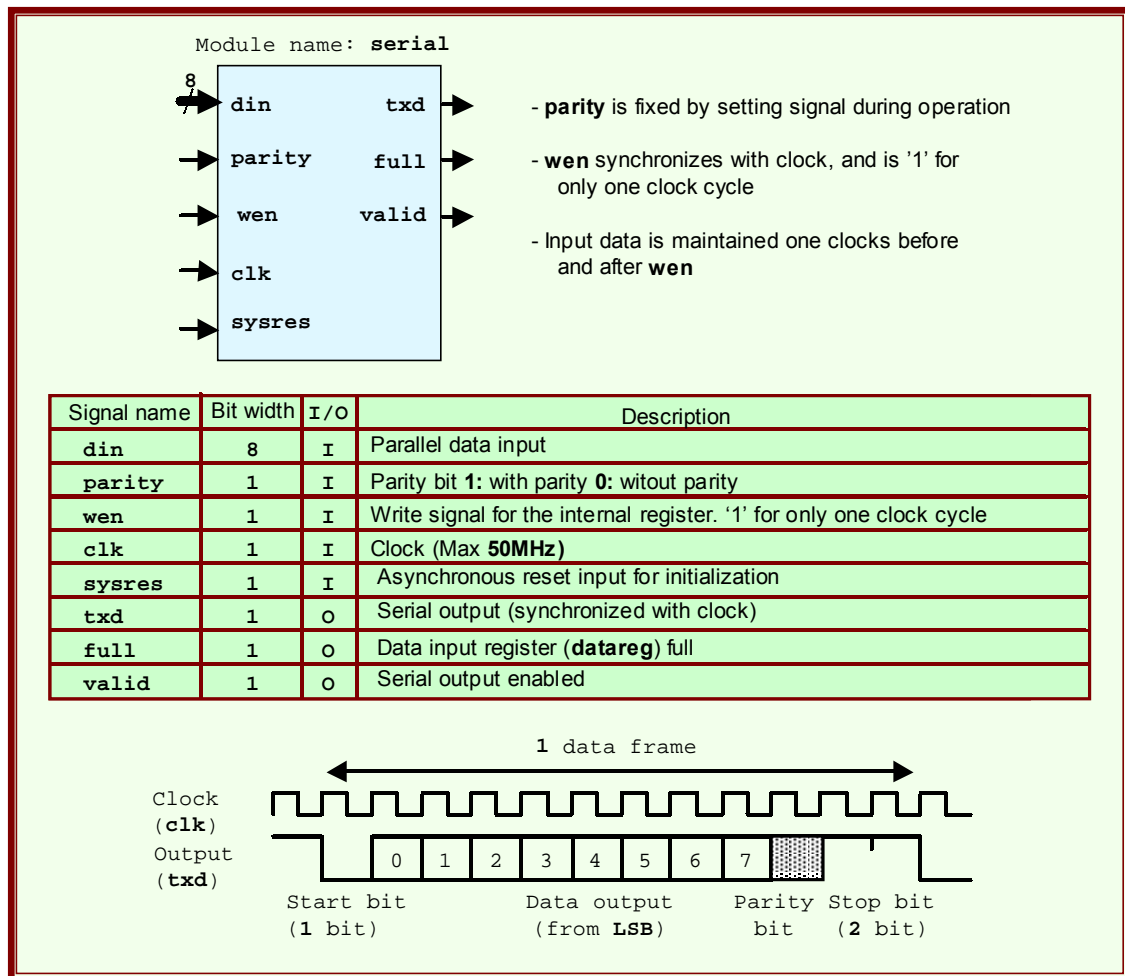 Module name: serial
8
din txd
parity full
wen valid
clk
sysres
- parity is fixed by setting signal during operation
- wen synchronizes with clock, and is '1' for
only one clock cycle
- Input data is maintained one clocks before
and after wen
Signal name Bit width I/O Description
din 8 I Parallel data input
parity 1 I Parity bit 1: with parity 0: witout parity
wen 1 I Write signal for the internal register. '1' for only one clock cycle
clk 1 I Clock (Max 50MHz)
sysres 1 I Asynchronous reset input for initialization
txd 1 O Serial output (synchronized with clock)
full 1 O Data input register (datareg) full
valid 1 O Serial output enabled
1 data frame
Clock
(clk)
Output
(txd)
0 1 2 3 4 5 6 7
Start bit Data output Parity Stop bit
(1 bit) (from LSB) bit (2 bit)